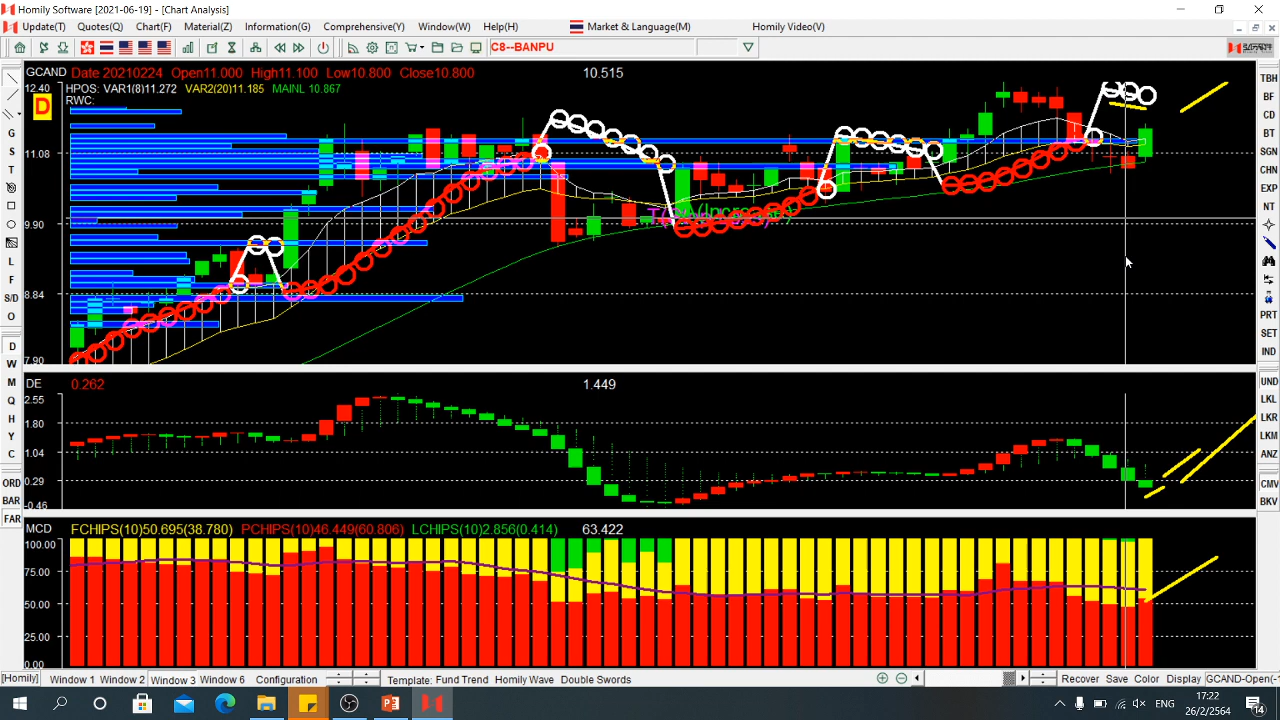 Homily Software [2021-06-19] - [Chart Analysis]
Update(T) Quotes(Q) Chart(F) Material(Z) Information(G) Comprehensive(Y) Window(W) Help(H) Market & Language(M) Homily Video(V)
C8--BANPU
GCAND Date 20210224 Open11.000 High11.100 Low10.800 Close10.800 10.515
12.40 HPOS: VAR1(8)11.272 VAR2(20)11.185 MAINL 10.867
RWC:
D
11.08
9.90
8.84
7.90
DE 0.262 1.449
2.55
1.80
1.04
0.29
-0.46
MCD FCHIPS(10)50.695(38.780) PCHIPS(10)46.449(60.806) LCHIPS(10)2.856(0.414) 63.422
100.00
75.00
50.00
25.00
0.00
G
S
T
L
F
S/D
O
D
W
M
Q
H
Y
C
ORD
BAR
FAR
TBH
BF
CD
BT
SGN
CHN
EXP
NT
PRT
SET
IND
UND
LKL
LKR
LKM
ANZ
CMV
BKV
[Homily] Window 1 Window 2 Window 3 Window 6 Configuration Template: Fund Trend Homily Wave Double Swords Recover Save Color Display GCAND-Open(-
ENG
17:22
26/2/2564
14